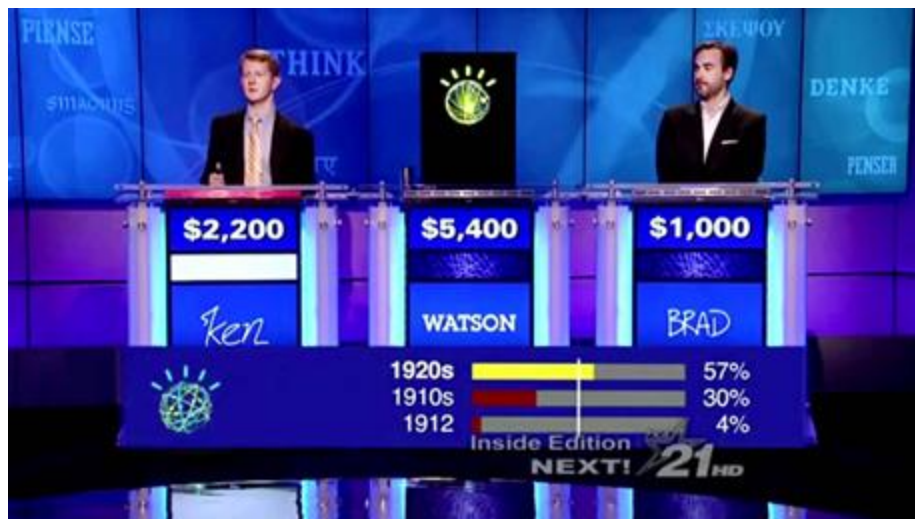 PIENSE
THINK
ΣΚΕΨΟΥ
DENKE
PENSER
$2,200
$5,400
$1,000
Ken
WATSON
BRAD
1920s 57%
1910s 30%
1912 4%
Inside Edition
NEXT! 21HD